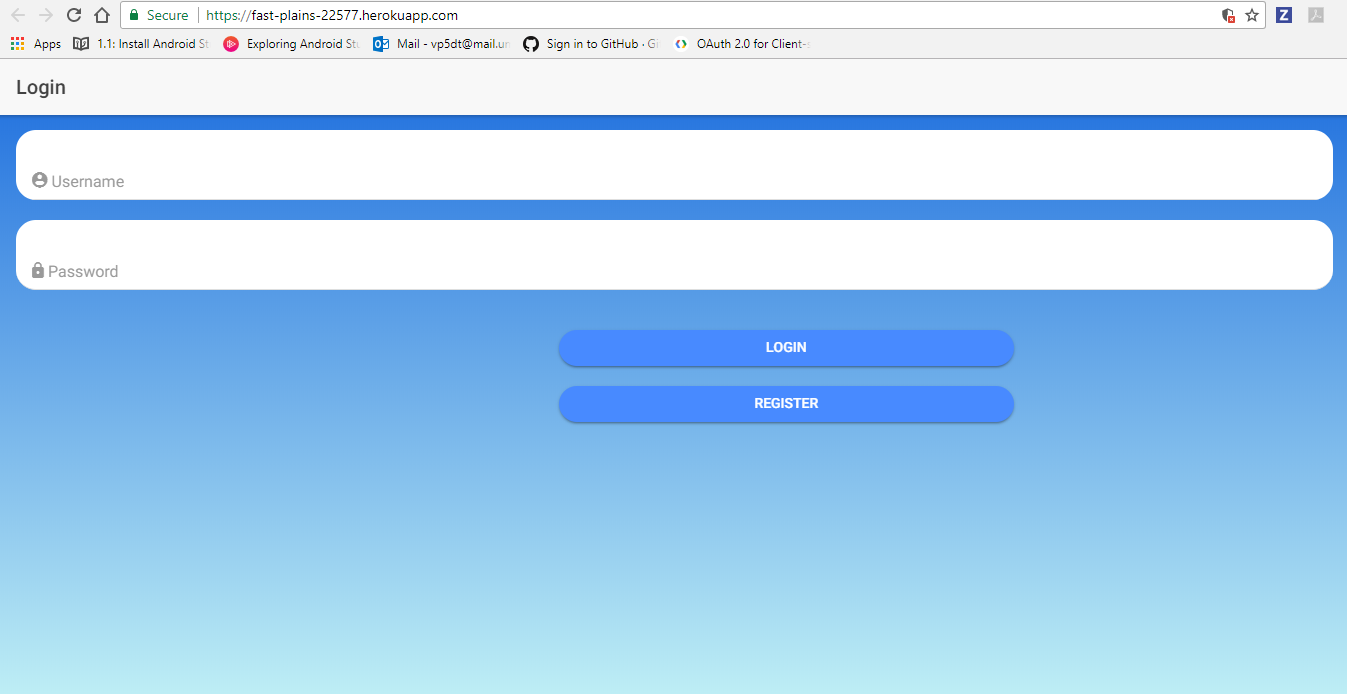 Secure https://fast-plains-22577.herokuapp.com
Apps 1.1: Install Android St Exploring Android Stu Mail - vp5dt@mail.um Sign in to GitHub · Gi OAuth 2.0 for Client-s
Login
Username
Password
LOGIN
REGISTER